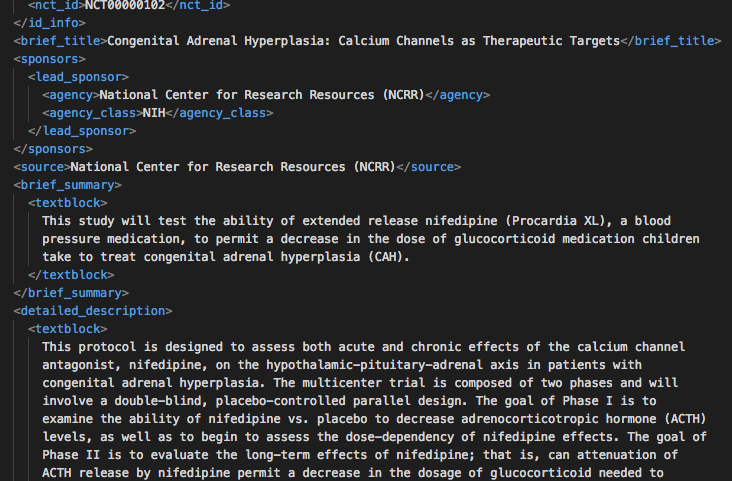 <nct_id>NCT00000102</nct_id>
</id_info>
<brief_title>Congenital Adrenal Hyperplasia: Calcium Channels as Therapeutic Targets</brief_title>
<sponsors>
<lead_sponsor>
<agency>National Center for Research Resources (NCRR)</agency>
<agency_class>NIH</agency_class>
</lead_sponsor>
</sponsors>
<source>National Center for Research Resources (NCRR)</source>
<brief_summary>
<textblock>
This study will test the ability of extended release nifedipine (Procardia XL), a blood
pressure medication, to permit a decrease in the dose of glucocorticoid medication children
take to treat congenital adrenal hyperplasia (CAH).
</textblock>
</brief_summary>
<detailed_description>
<textblock>
This protocol is designed to assess both acute and chronic effects of the calcium channel
antagonist, nifedipine, on the hypothalamic-pituitary-adrenal axis in patients with
congenital adrenal hyperplasia. The multicenter trial is composed of two phases and will
involve a double-blind, placebo-controlled parallel design. The goal of Phase I is to
examine the ability of nifedipine vs. placebo to decrease adrenocorticotropic hormone (ACTH)
levels, as well as to begin to assess the dose-dependency of nifedipine effects. The goal of
Phase II is to evaluate the long-term effects of nifedipine; that is, can attenuation of
ACTH release by nifedipine permit a decrease in the dosage of glucocorticoid needed to